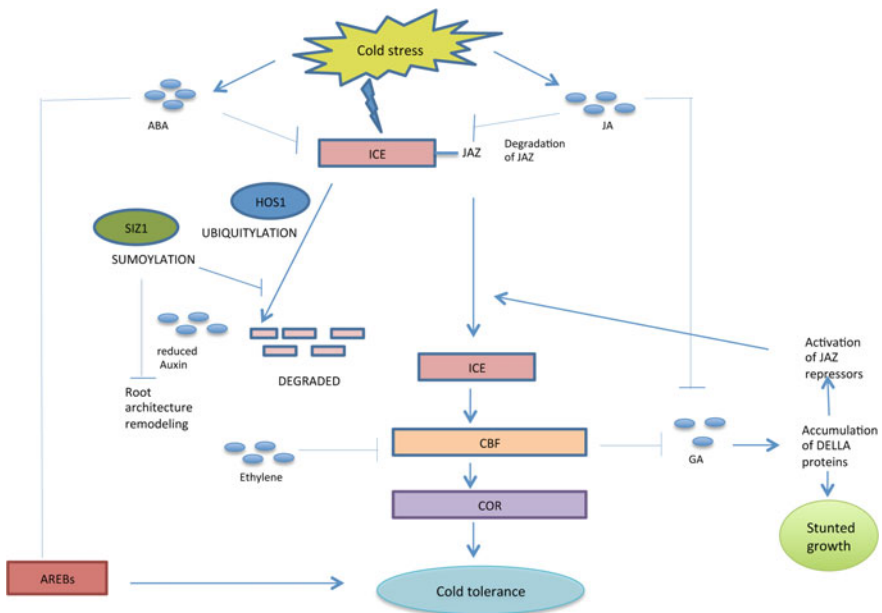 Cold stress
ABA
JA
ICE
JAZ
Degradation
of JAZ
HOS1
UBIQUITYLATION
SIZ1
SUMOYLATION
reduced
Auxin
DEGRADED
Root
architecture
remodeling
ICE
Activation
of JAZ
repressors
Ethylene
CBF
GA
Accumulation
of DELLA
proteins
COR
Stunted
growth
AREBs
Cold tolerance